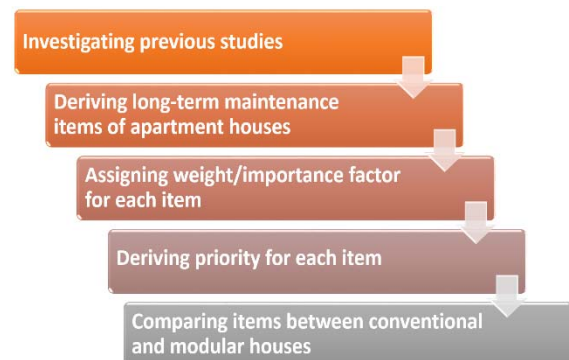 Investigating previous studies
Deriving long-term maintenance
items of apartment houses
Assigning weight/importance factor
for each item
Deriving priority for each item
Comparing items between conventional
and modular houses